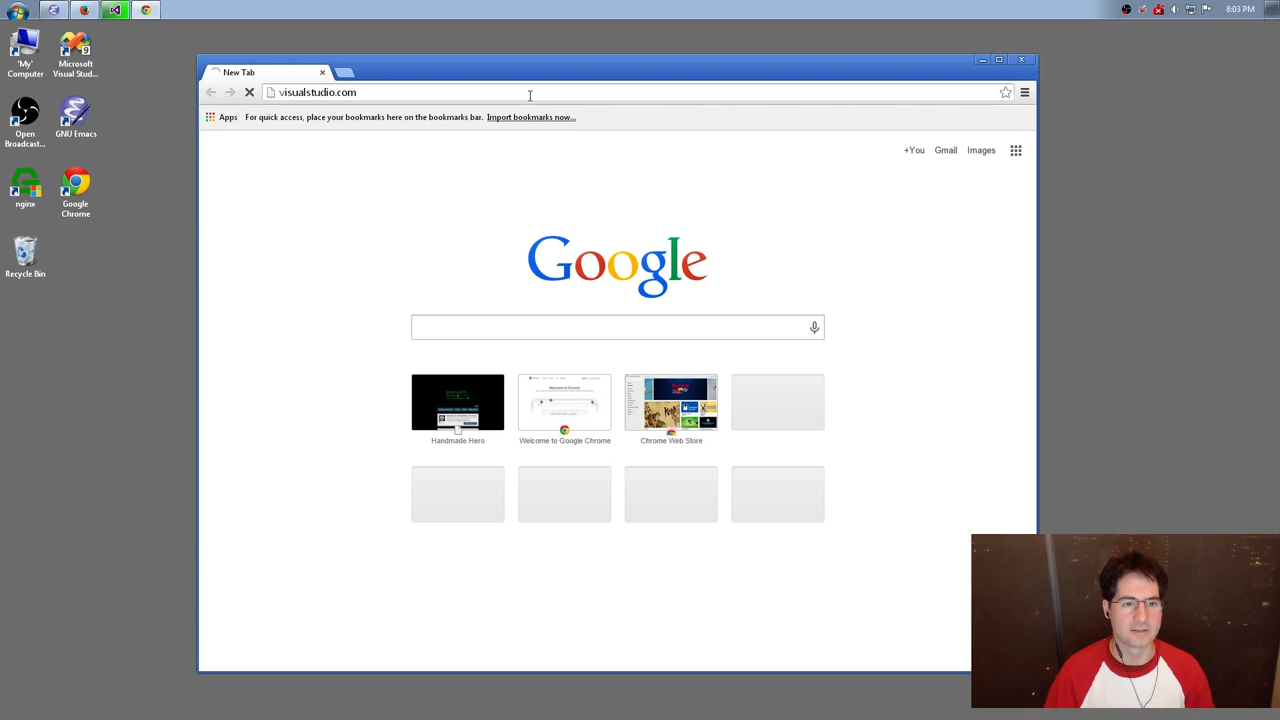 8:03 PM
'My' Computer
Microsoft Visual Stud...
9
Open Broadcast...
GNU Emacs
nginx
Google Chrome
Recycle Bin
New Tab
visualstudio.com
Apps For quick access, place your bookmarks here on the bookmarks bar. Import bookmarks now...
+You Gmail Images
Google
Handmade Hero Welcome to Google Chrome Chrome Web Store